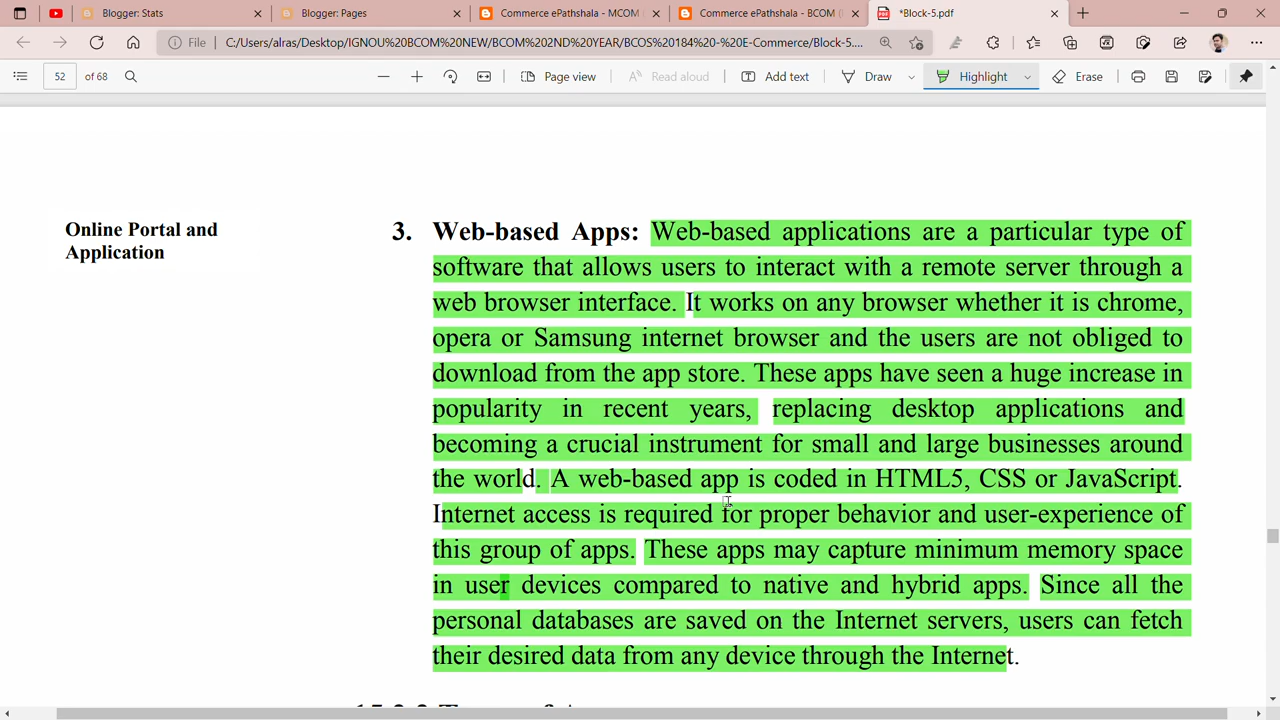 Blogger: Stats
Blogger: Pages
Commerce ePathshala - MCOM
Commerce ePathshala - BCOM (
*Block-5.pdf
File
C:/Users/alras/Desktop/IGNOU%20BCOM%20NEW/BCOM%202ND%20YEAR/BCOS%20184%20-%20E-Commerce/Block-5....
52 of 68
Page view
Read aloud
Add text
Draw
Highlight
Erase
Online Portal and
Application
3. Web-based Apps: Web-based applications are a particular type of
software that allows users to interact with a remote server through a
web browser interface. It works on any browser whether it is chrome,
opera or Samsung internet browser and the users are not obliged to
download from the app store. These apps have seen a huge increase in
popularity in recent years, replacing desktop applications and
becoming a crucial instrument for small and large businesses around
the world. A web-based app is coded in HTML5, CSS or JavaScript.
Internet access is required for proper behavior and user-experience of
this group of apps. These apps may capture minimum memory space
in user devices compared to native and hybrid apps. Since all the
personal databases are saved on the Internet servers, users can fetch
their desired data from any device through the Internet.